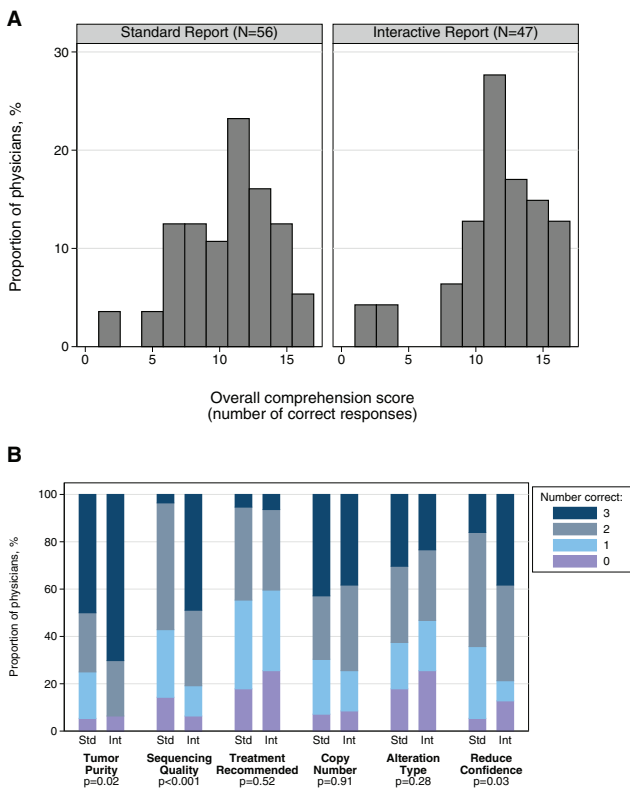 A
Standard Report (N=56)
Interactive Report (N=47)
Proportion of physicians, %
30
20
10
0
0 5 10 15
0 5 10 15
Overall comprehension score
(number of correct responses)
B
Proportion of physicians, %
100
80
60
40
20
0
Number correct:
3
2
1
0
Std Int Std Int Std Int Std Int Std Int Std Int
Tumor Purity p=0.02
Sequencing Quality p<0.001
Treatment Recommended p=0.52
Copy Number p=0.91
Alteration Type p=0.28
Reduce Confidence p=0.03